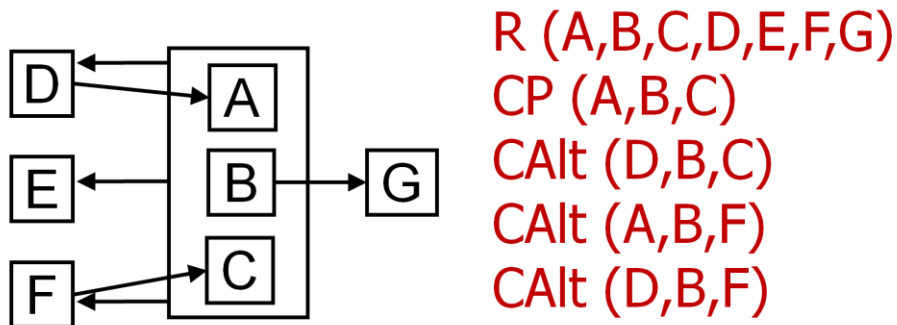 R (A,B,C,D,E,F,G)
CP (A,B,C)
CAlt (D,B,C)
CAlt (A,B,F)
CAlt (D,B,F)
D
A
E
B
G
F
C